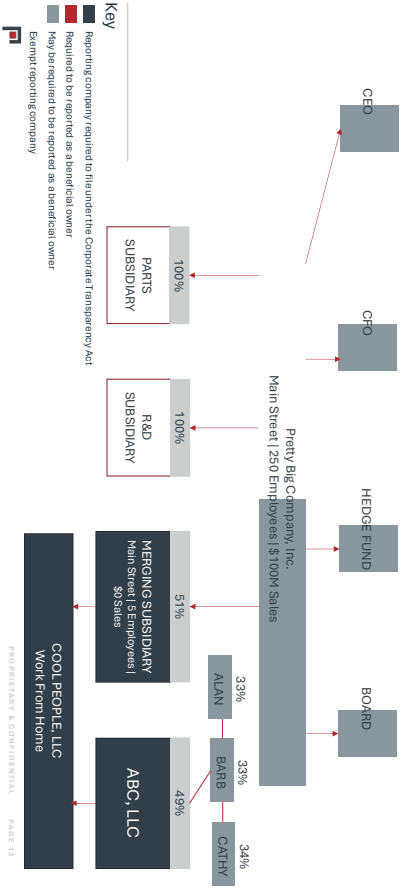 CEO
CFO
HEDGE FUND
BOARD
Pretty Big Company, Inc.
Main Street | 250 Employees | $100M Sales
33%
33%
34%
ALAN
BARB
CATHY
100%
100%
51%
49%
PARTS
SUBSIDIARY
R&D
SUBSIDIARY
MERGING SUBSIDIARY
Main Street | 5 Employees |
$0 Sales
ABC, LLC
COOL PEOPLE, LLC
Work From Home
Key
Reporting company required to file under the Corporate Transparency Act
Required to be reported as a beneficial owner
May be required to be reported as a beneficial owner
Exempt reporting company
PROPRIETARY & CONFIDENTIAL PAGE 13